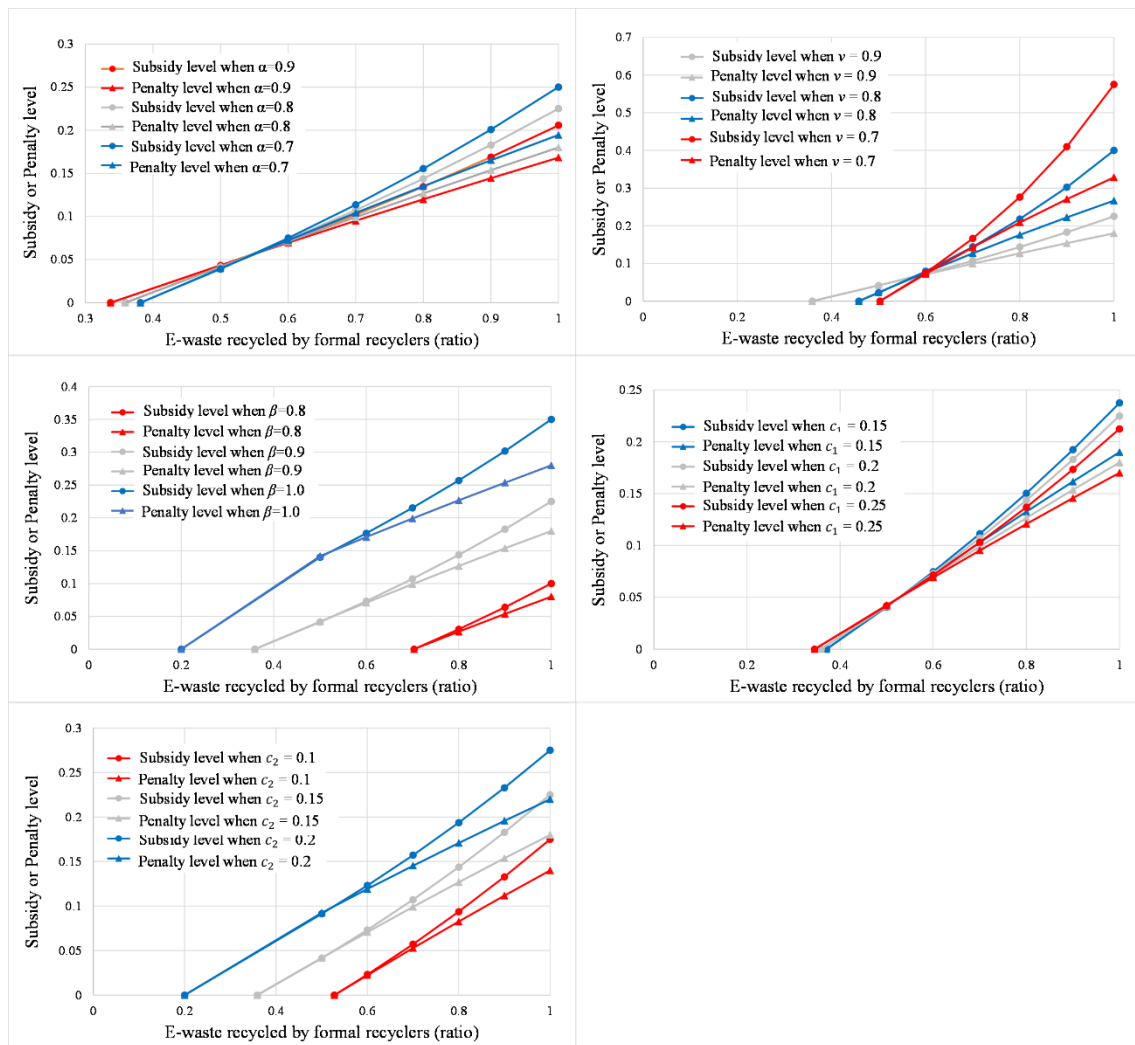 0.3
0.25
0.2
0.15
0.1
0.05
0
Subsidy or Penalty level
Subsidy level when α=0.9
Penalty level when α=0.9
Subsidy level when α=0.8
Penalty level when α=0.8
Subsidy level when α=0.7
Penalty level when α=0.7
0.3 0.4 0.5 0.6 0.7 0.8 0.9 1
E-waste recycled by formal recyclers (ratio)
0.7
0.6
0.5
0.4
0.3
0.2
0.1
0
Subsidy or Penalty level
Subsidy level when v = 0.9
Penalty level when v = 0.9
Subsidy level when v = 0.8
Penalty level when v = 0.8
Subsidy level when v = 0.7
Penalty level when v = 0.7
0 0.2 0.4 0.6 0.8 1
E-waste recycled by formal recyclers (ratio)
0.4
0.35
0.3
0.25
0.2
0.15
0.1
0.05
0
Subsidy or Penalty level
Subsidy level when β=0.8
Penalty level when β=0.8
Subsidy level when β=0.9
Penalty level when β=0.9
Subsidy level when β=1.0
Penalty level when β=1.0
0 0.2 0.4 0.6 0.8 1
E-waste recycled by formal recyclers (ratio)
0.25
0.2
0.15
0.1
0.05
0
Subsidy or Penalty level
Subsidy level when c₁ = 0.15
Penalty level when c₁ = 0.15
Subsidy level when c₁ = 0.2
Penalty level when c₁ = 0.2
Subsidy level when c₁ = 0.25
Penalty level when c₁ = 0.25
0 0.2 0.4 0.6 0.8 1
E-waste recycled by formal recyclers (ratio)
0.3
0.25
0.2
0.15
0.1
0.05
0
Subsidy or Penalty level
Subsidy level when c₂ = 0.1
Penalty level when c₂ = 0.1
Subsidy level when c₂ = 0.15
Penalty level when c₂ = 0.15
Subsidy level when c₂ = 0.2
Penalty level when c₂ = 0.2
0 0.2 0.4 0.6 0.8 1
E-waste recycled by formal recyclers (ratio)